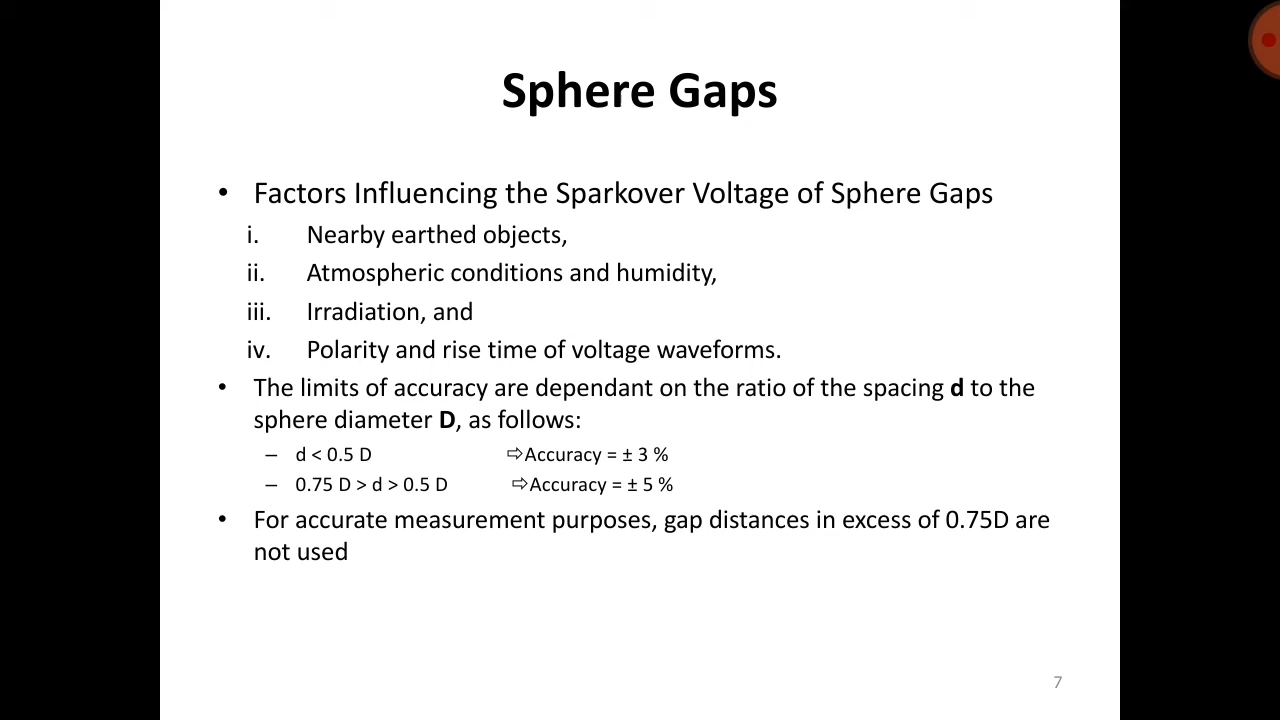 Sphere Gaps
• Factors Influencing the Sparkover Voltage of Sphere Gaps
i. Nearby earthed objects,
ii. Atmospheric conditions and humidity,
iii. Irradiation, and
iv. Polarity and rise time of voltage waveforms.
• The limits of accuracy are dependant on the ratio of the spacing d to the
sphere diameter D, as follows:
– d < 0.5 D ⇨Accuracy = ± 3 %
– 0.75 D > d > 0.5 D ⇨Accuracy = ± 5 %
• For accurate measurement purposes, gap distances in excess of 0.75D are
not used
7